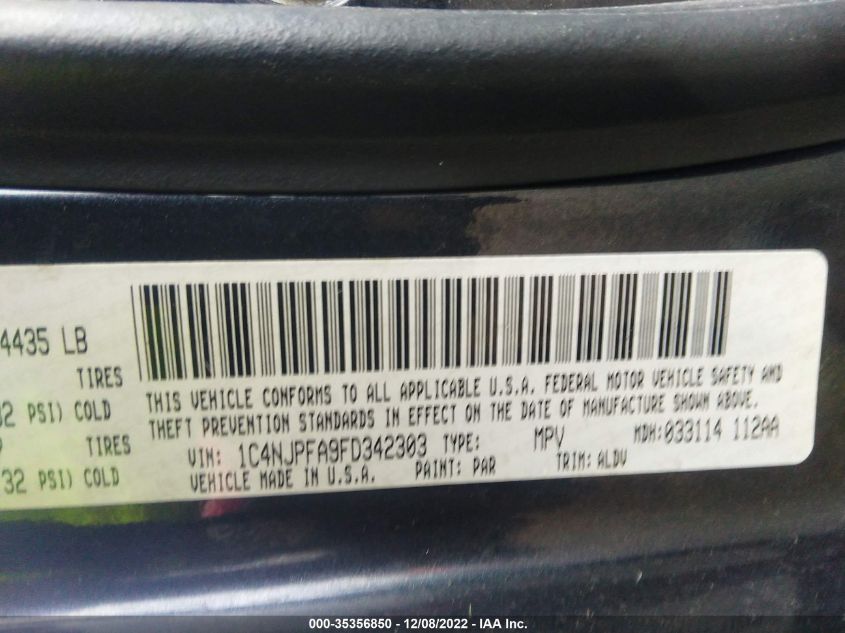 4435 LB
TIRES
32 PSI) COLD
TIRES
32 PSI) COLD
THIS VEHICLE CONFORMS TO ALL APPLICABLE U.S.A. FEDERAL MOTOR VEHICLE SAFETY AND
THEFT PREVENTION STANDARDS IN EFFECT ON THE DATE OF MANUFACTURE SHOWN ABOVE.
VIN: 1C4NJPFA9FD342303 TYPE: MPV MDH:033114 112AA
VEHICLE MADE IN U.S.A. PAINT: PAR TRIM: ALDV
000-35356850 - 12/08/2022 - IAA Inc.